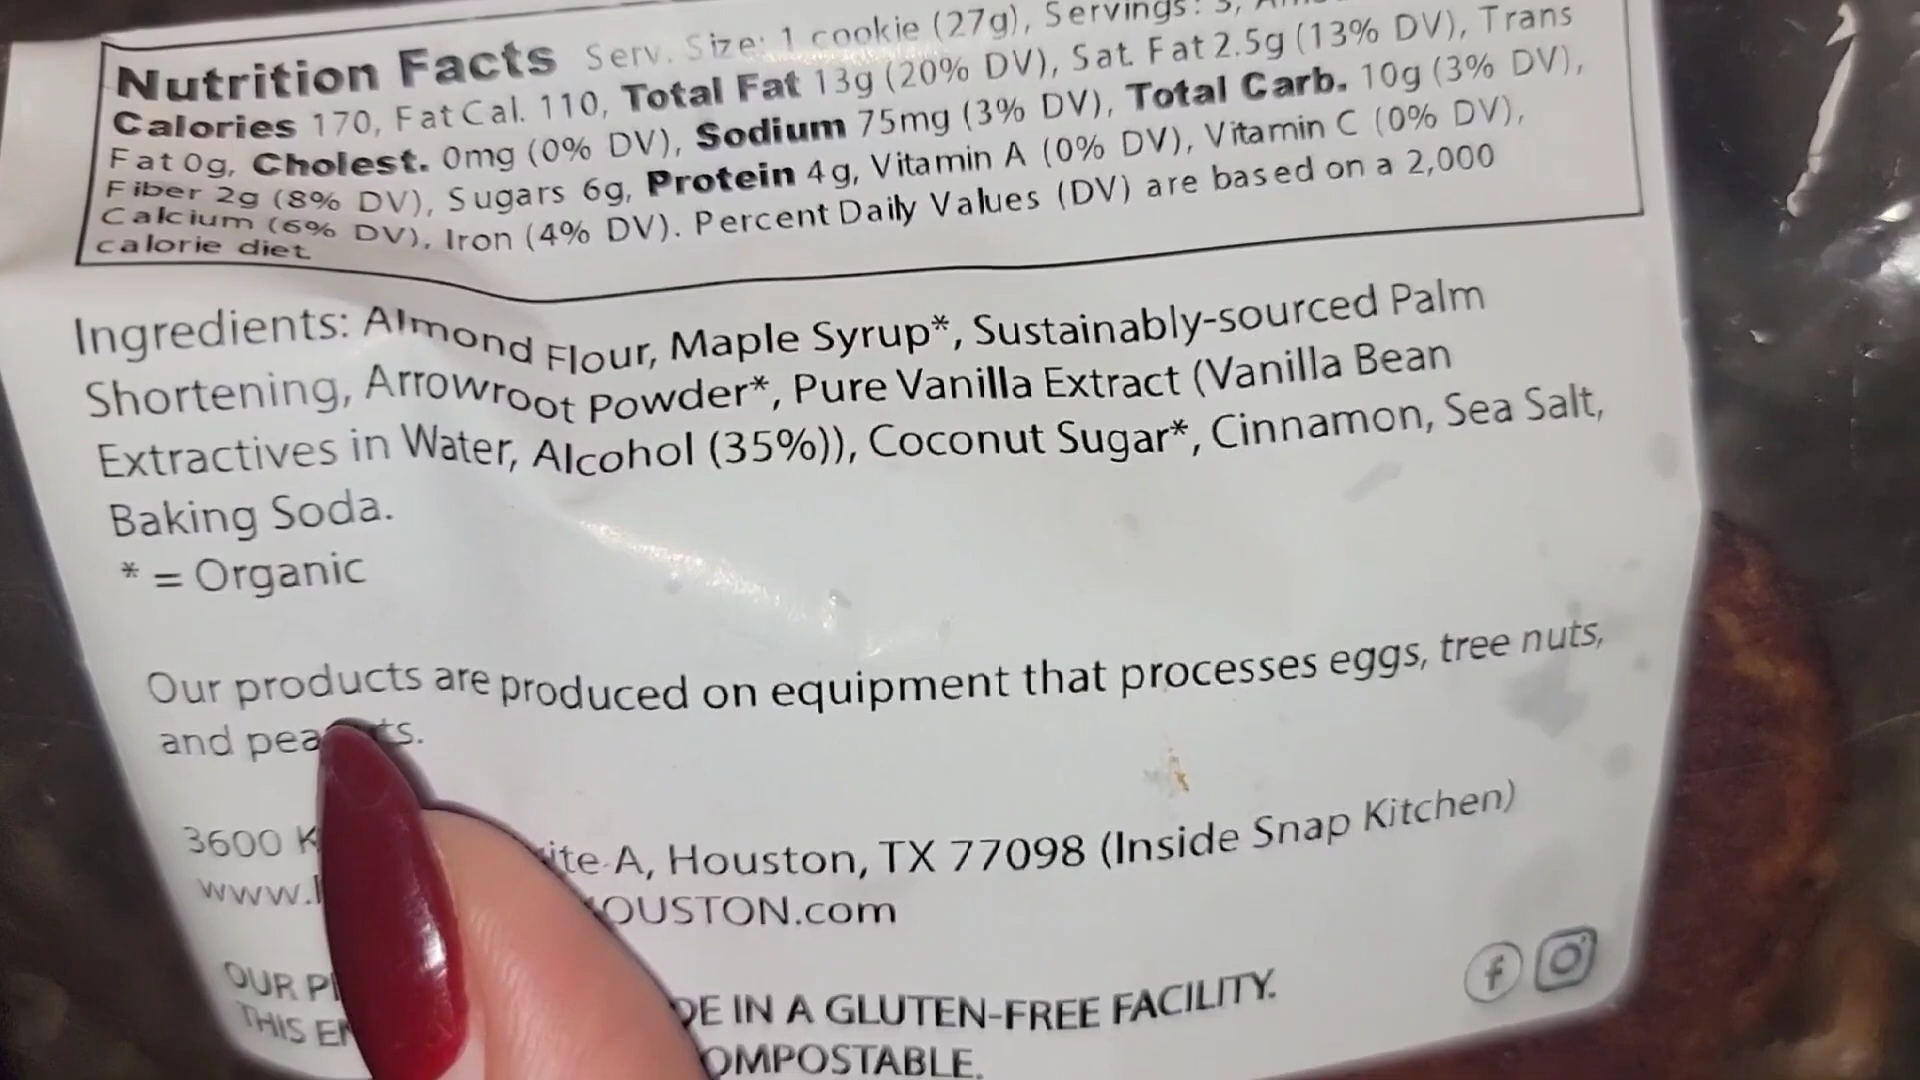 Nutrition Facts Serv. Size: 1 cookie (27g), Servings:
Calories 170, Fat Cal. 110, Total Fat 13g (20% DV), Sat. Fat 2.5g (13% DV), Trans
Fat 0g, Cholest. 0mg (0% DV), Sodium 75mg (3% DV), Total Carb. 10g (3% DV),
Fiber 2g (8% DV), Sugars 6g, Protein 4g, Vitamin A (0% DV), Vitamin C (0% DV),
Calcium (6% DV), Iron (4% DV). Percent Daily Values (DV) are based on a 2,000
calorie diet
Ingredients: Almond Flour, Maple Syrup*, Sustainably-sourced Palm
Shortening, Arrowroot Powder*, Pure Vanilla Extract (Vanilla Bean
Extractives in Water, Alcohol (35%)), Coconut Sugar*, Cinnamon, Sea Salt,
Baking Soda.
* = Organic
Our products are produced on equipment that processes eggs, tree nuts,
and
3600 Houston, TX 77098 (Inside Snap Kitchen)
OUSTON.com
OUR IN A GLUTEN-FREE FACILITY.
THIS OMPOSTABLE.